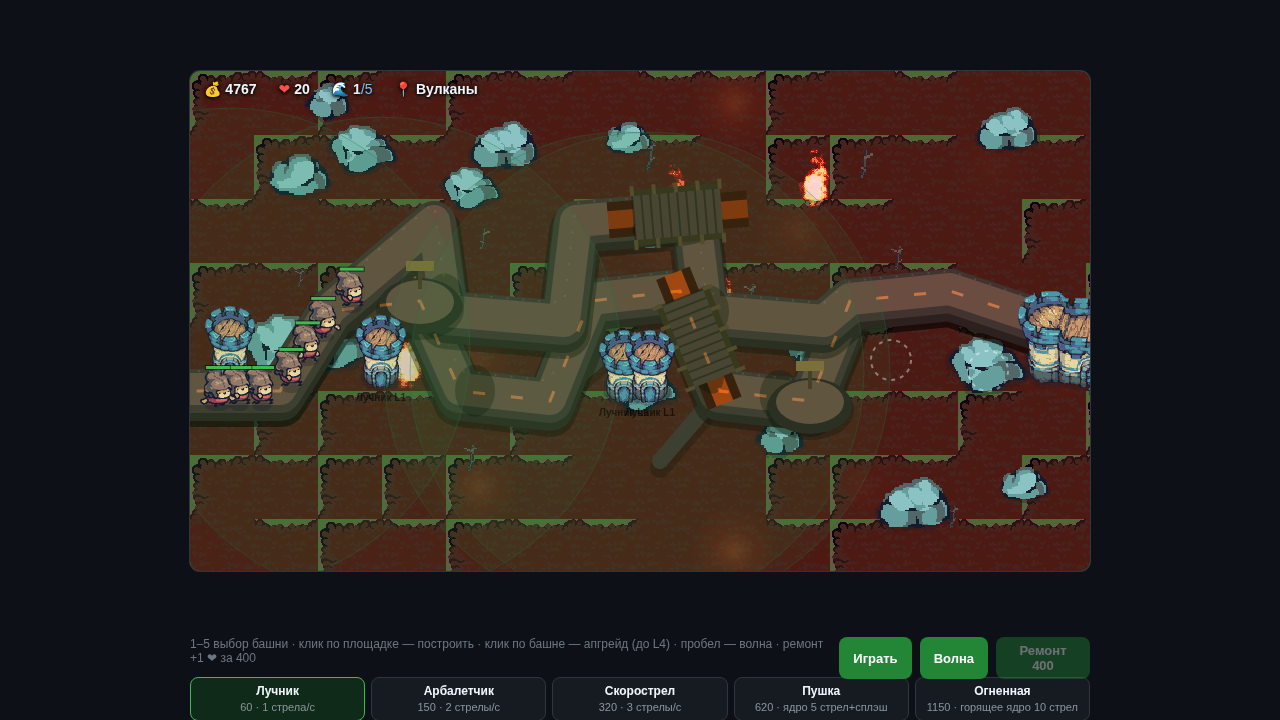 💰 4767 ❤ 20 🌊 1/5 📍 Вулканы
Лучник L1
Лучник L1
1–5 выбор башни · клик по площадке — построить · клик по башне — апгрейд (до L4) · пробел — волна · ремонт
+1 ❤ за 400
Играть
Волна
Ремонт
400
Лучник
60 · 1 стрела/с
Арбалетчик
150 · 2 стрелы/с
Скорострел
320 · 3 стрелы/с
Пушка
620 · ядро 5 стрел+сплэш
Огненная
1150 · горящее ядро 10 стрел